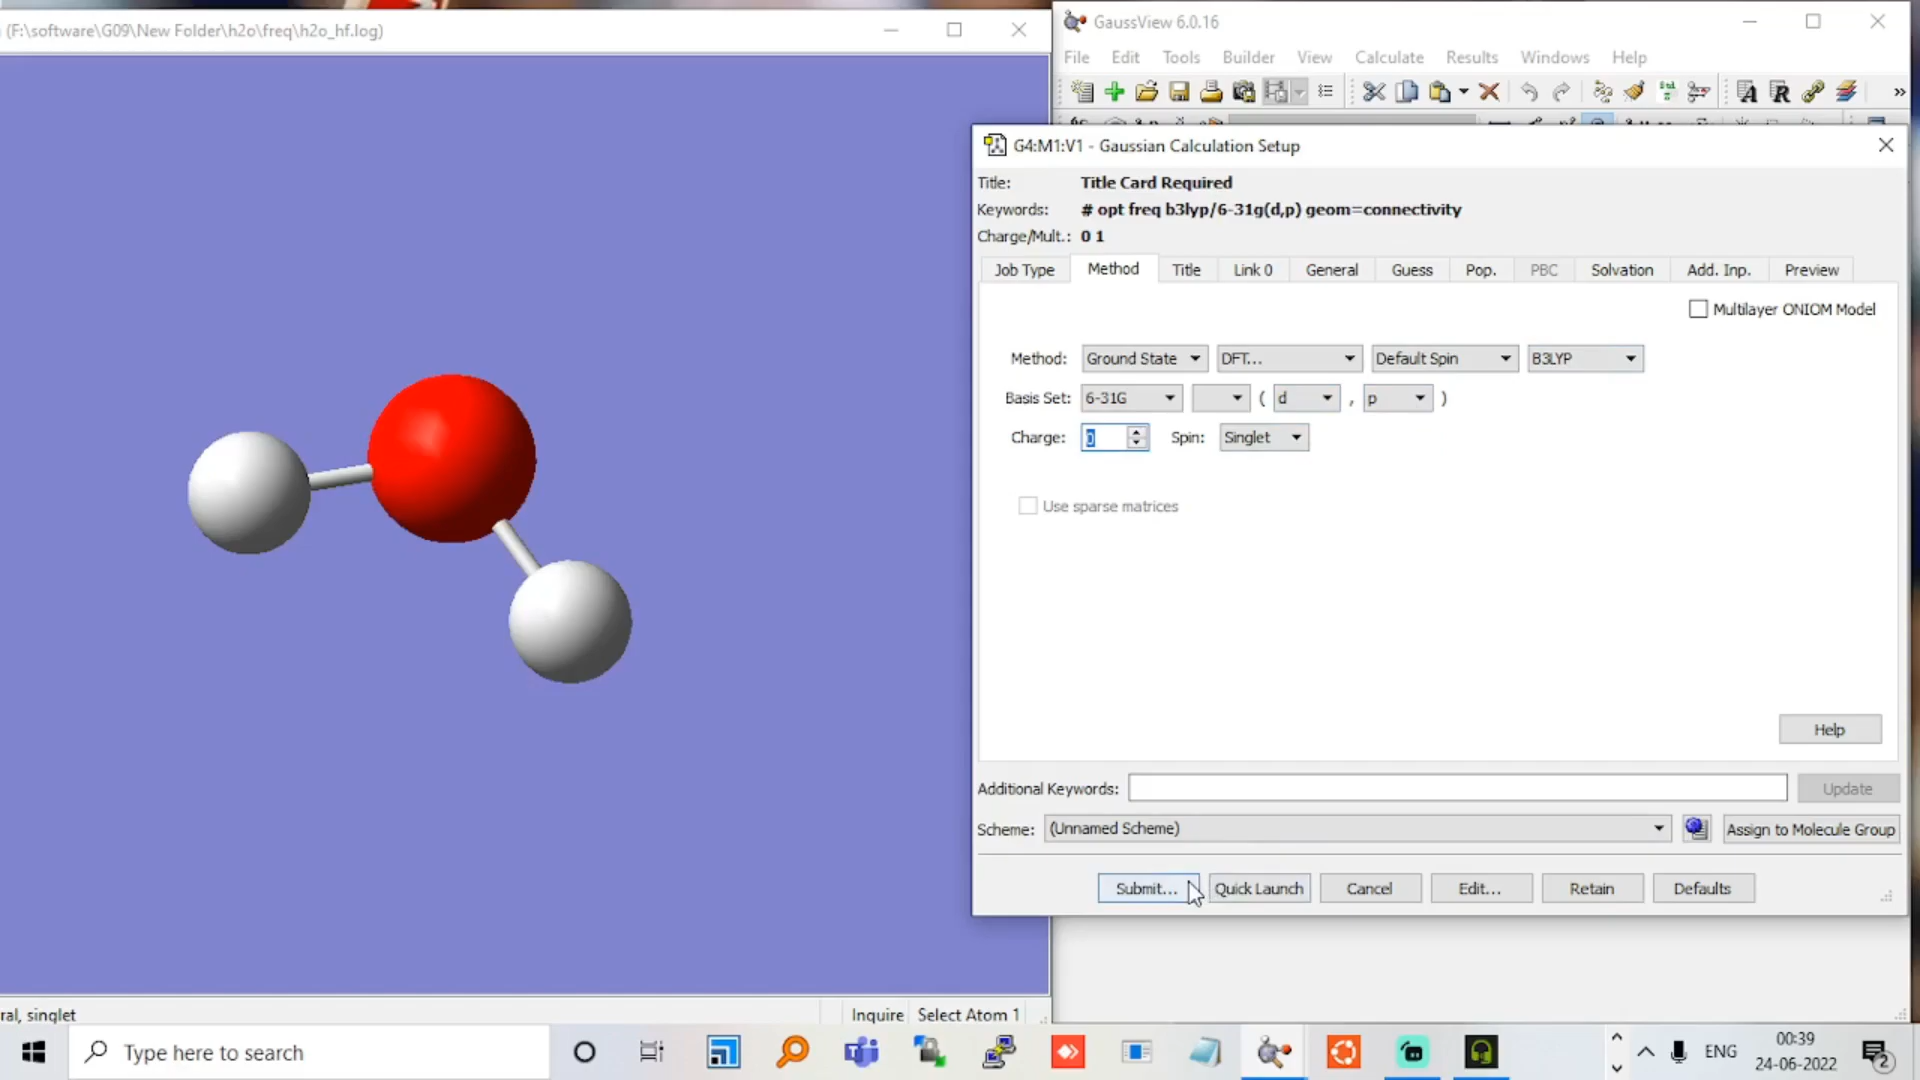 (F:\software\G09\New Folder\h2o\freq\h2o_hf.log)
GaussView 6.0.16
File Edit Tools Builder View Calculate Results Windows Help
G4:M1:V1 - Gaussian Calculation Setup
Title: Title Card Required
Keywords: # opt freq b3lyp/6-31g(d,p) geom=connectivity
Charge/Mult.: 0 1
Job Type Method Title Link 0 General Guess Pop. PBC Solvation Add. Inp. Preview
Multilayer ONIOM Model
Method: Ground State DFT... Default Spin B3LYP
Basis Set: 6-31G ( d , p )
Charge: 0 Spin: Singlet
Use sparse matrices
Help
Additional Keywords: Update
Scheme: (Unnamed Scheme) Assign to Molecule Group
Submit... Quick Launch Cancel Edit... Retain Defaults
ral, singlet Inquire Select Atom 1
Type here to search
ENG
00:39
24-06-2022
2